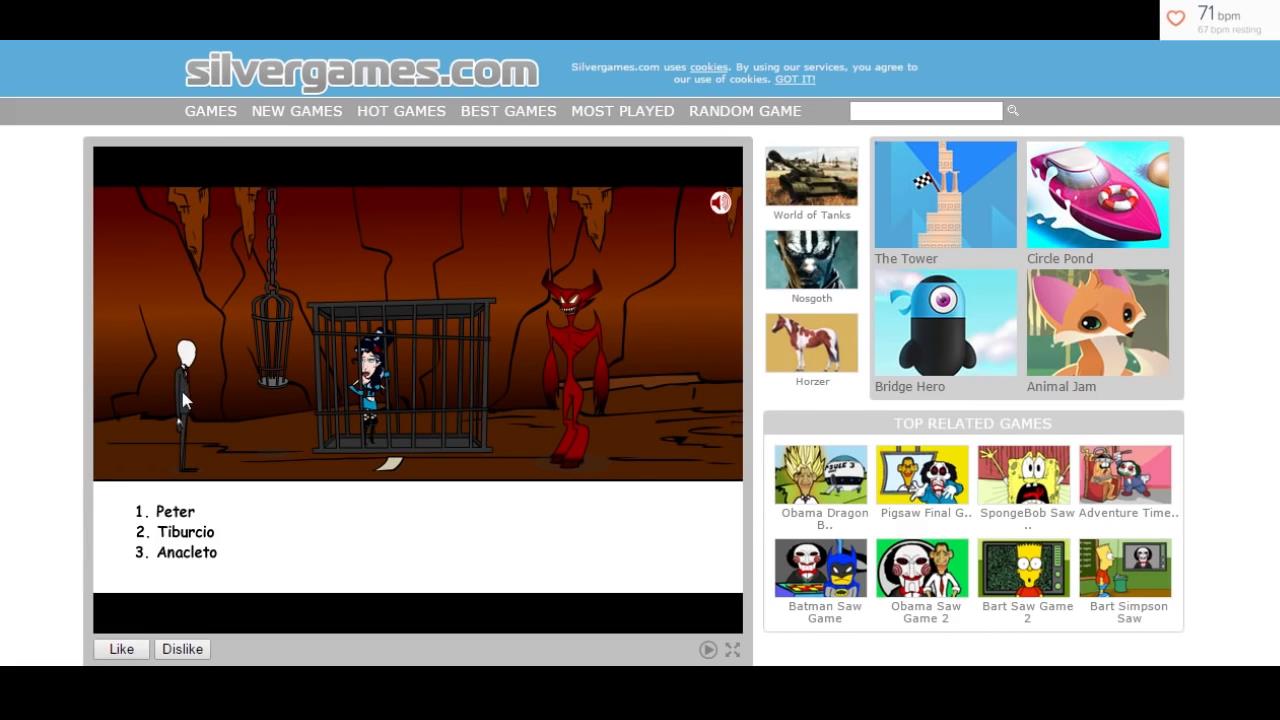 71 bpm
67 bpm resting
silvergames.com
Silvergames.com uses cookies. By using our services, you agree to
our use of cookies. GOT IT!
GAMES NEW GAMES HOT GAMES BEST GAMES MOST PLAYED RANDOM GAME
1. Peter
2. Tiburcio
3. Anacleto
Like Dislike
World of Tanks
Nosgoth
Horzer
The Tower
Circle Pond
Bridge Hero
Animal Jam
TOP RELATED GAMES
Obama Dragon
B..
Pigsaw Final G..
SpongeBob Saw
..
Adventure Time..
Batman Saw
Game
Obama Saw
Game 2
Bart Saw Game
2
Bart Simpson
Saw